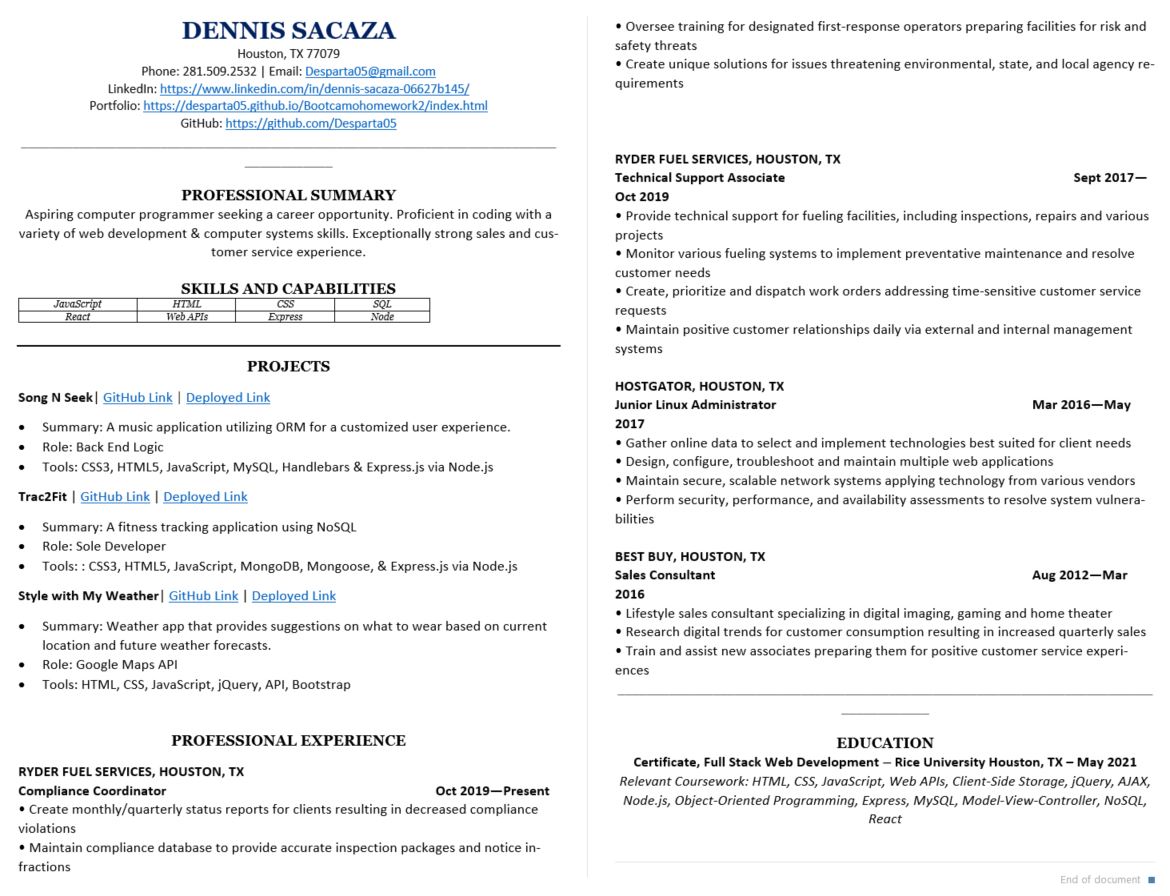 DENNIS SACAZA
Houston, TX 77079
Phone: 281.509.2532 | Email: Desparta05@gmail.com
LinkedIn: https://www.linkedin.com/in/dennis-sacaza-06627b145/
Portfolio: https://desparta05.github.io/Bootcamohomework2/index.html
GitHub: https://github.com/Desparta05
PROFESSIONAL SUMMARY
Aspiring computer programmer seeking a career opportunity. Proficient in coding with a
variety of web development & computer systems skills. Exceptionally strong sales and cus-
tomer service experience.
SKILLS AND CAPABILITIES
JavaScript HTML CSS SQL
React Web APIs Express Node
PROJECTS
Song N Seek| GitHub Link | Deployed Link
• Summary: A music application utilizing ORM for a customized user experience.
• Role: Back End Logic
• Tools: CSS3, HTML5, JavaScript, MySQL, Handlebars & Express.js via Node.js
Trac2Fit | GitHub Link | Deployed Link
• Summary: A fitness tracking application using NoSQL
• Role: Sole Developer
• Tools: : CSS3, HTML5, JavaScript, MongoDB, Mongoose, & Express.js via Node.js
Style with My Weather| GitHub Link | Deployed Link
• Summary: Weather app that provides suggestions on what to wear based on current
location and future weather forecasts.
• Role: Google Maps API
• Tools: HTML, CSS, JavaScript, jQuery, API, Bootstrap
PROFESSIONAL EXPERIENCE
RYDER FUEL SERVICES, HOUSTON, TX
Compliance Coordinator Oct 2019—Present
• Create monthly/quarterly status reports for clients resulting in decreased compliance
violations
• Maintain compliance database to provide accurate inspection packages and notice in-
fractions
• Oversee training for designated first-response operators preparing facilities for risk and
safety threats
• Create unique solutions for issues threatening environmental, state, and local agency re-
quirements
RYDER FUEL SERVICES, HOUSTON, TX
Technical Support Associate Sept 2017—
Oct 2019
• Provide technical support for fueling facilities, including inspections, repairs and various
projects
• Monitor various fueling systems to implement preventative maintenance and resolve
customer needs
• Create, prioritize and dispatch work orders addressing time-sensitive customer service
requests
• Maintain positive customer relationships daily via external and internal management
systems
HOSTGATOR, HOUSTON, TX
Junior Linux Administrator Mar 2016—May
2017
• Gather online data to select and implement technologies best suited for client needs
• Design, configure, troubleshoot and maintain multiple web applications
• Maintain secure, scalable network systems applying technology from various vendors
• Perform security, performance, and availability assessments to resolve system vulnera-
bilities
BEST BUY, HOUSTON, TX
Sales Consultant Aug 2012—Mar
2016
• Lifestyle sales consultant specializing in digital imaging, gaming and home theater
• Research digital trends for customer consumption resulting in increased quarterly sales
• Train and assist new associates preparing them for positive customer service experi-
ences
EDUCATION
Certificate, Full Stack Web Development — Rice University Houston, TX – May 2021
Relevant Coursework: HTML, CSS, JavaScript, Web APIs, Client-Side Storage, jQuery, AJAX,
Node.js, Object-Oriented Programming, Express, MySQL, Model-View-Controller, NoSQL,
React
End of document